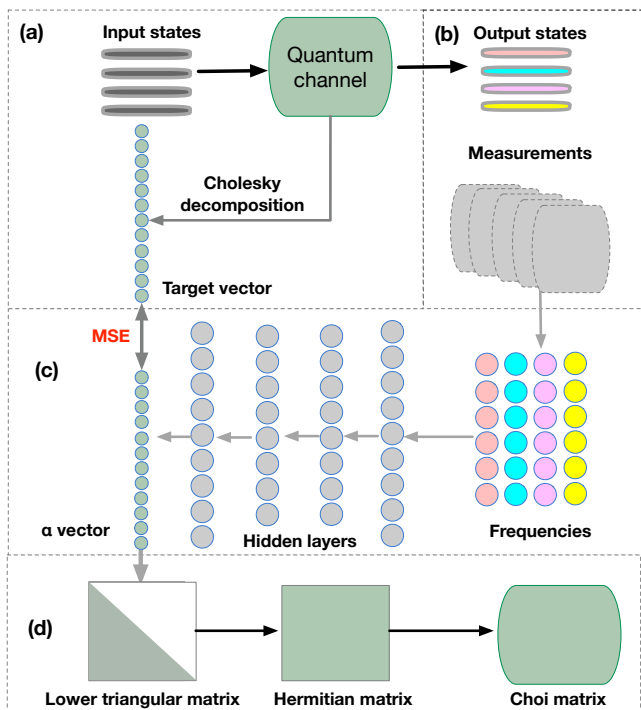 (a)
Input states
Quantum
channel
Cholesky
decomposition
Target vector
(b)
Output states
Measurements
MSE
(c)
α vector
Hidden layers
Frequencies
(d)
Lower triangular matrix
Hermitian matrix
Choi matrix